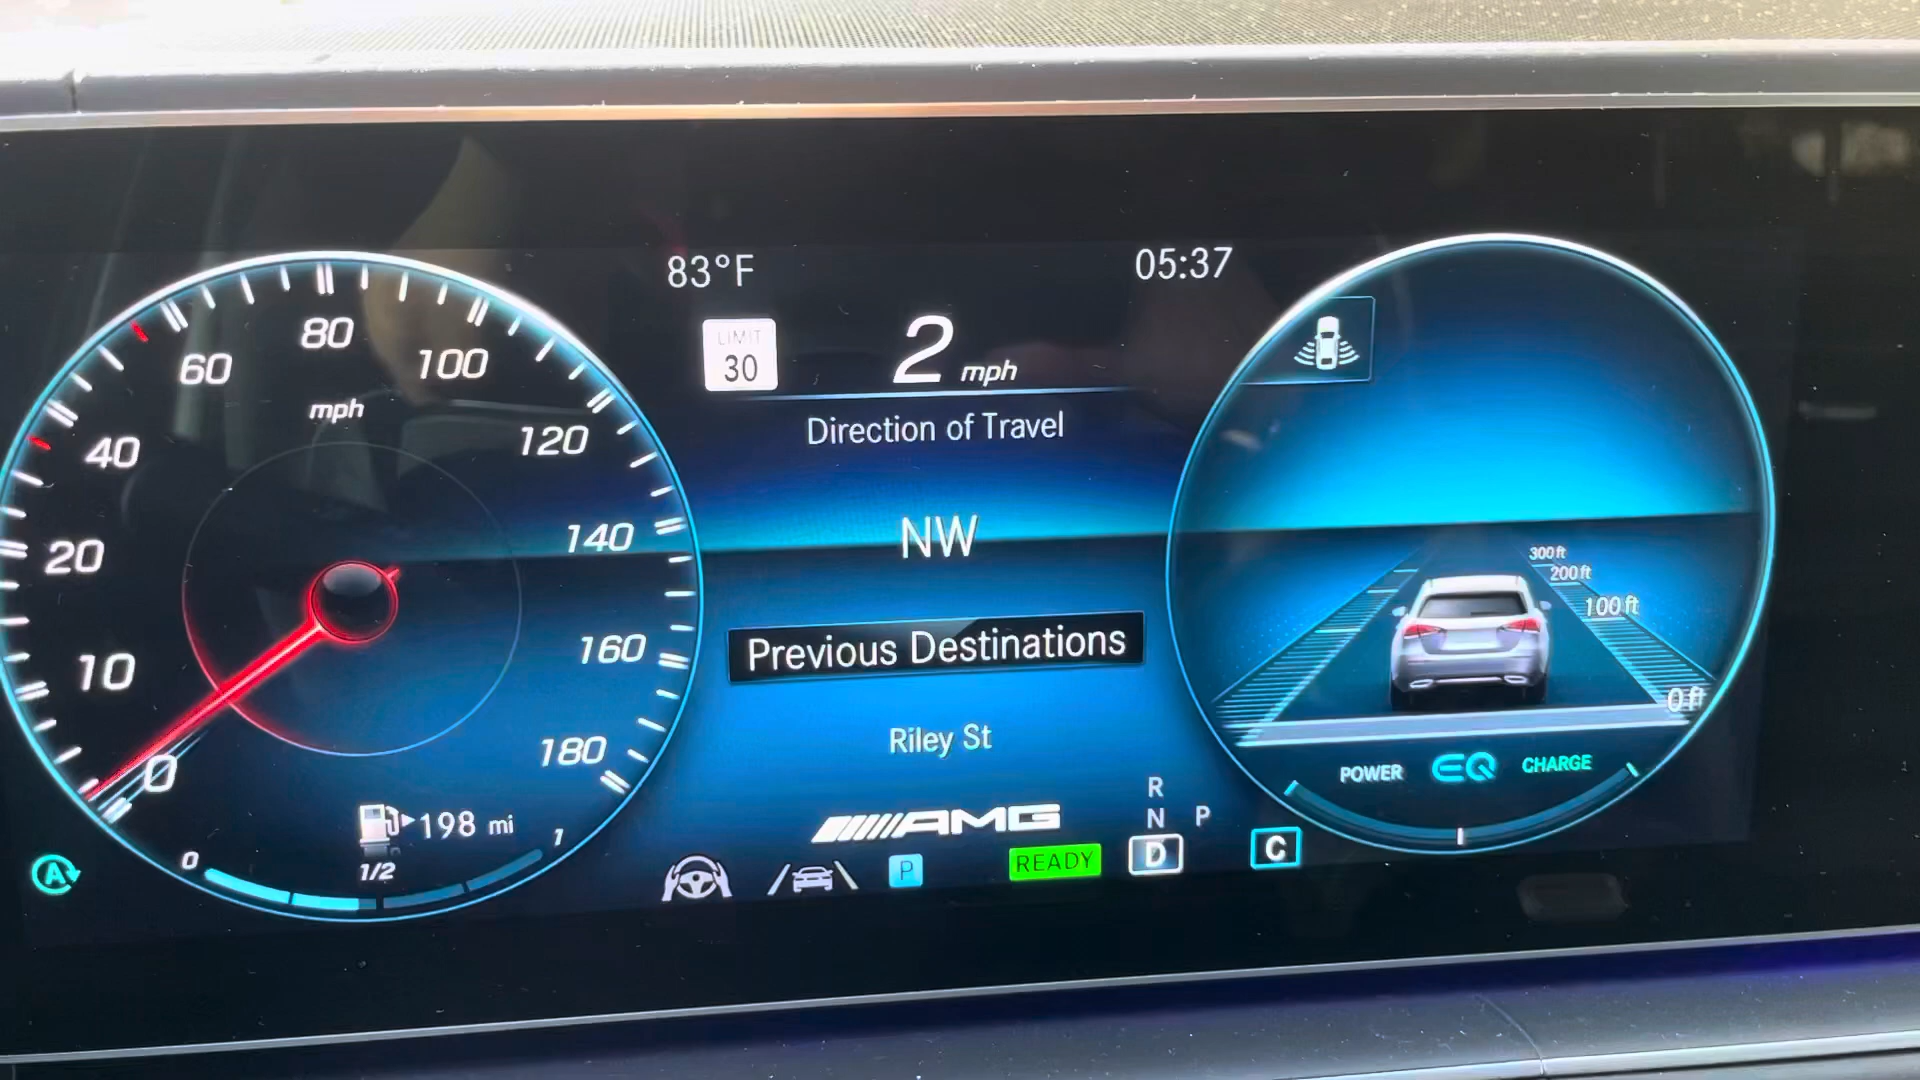 83°F
05:37
LIMIT
30
2 mph
Direction of Travel
NW
Previous Destinations
Riley St
AMG
READY
R
N
D
P
C
P
0
10
20
40
60
80
100
120
140
160
180
mph
198 mi
0
1/2
1
A
300 ft
200 ft
100 ft
0 ft
POWER
EQ
CHARGE